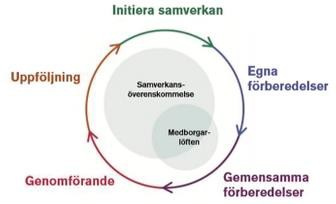 Initiera samverkan
Egna
förberedelser
Gemensamma
förberedelser
Genomförande
Uppföljning
Samverkans-
överenskommelse
Medborgar-
löften